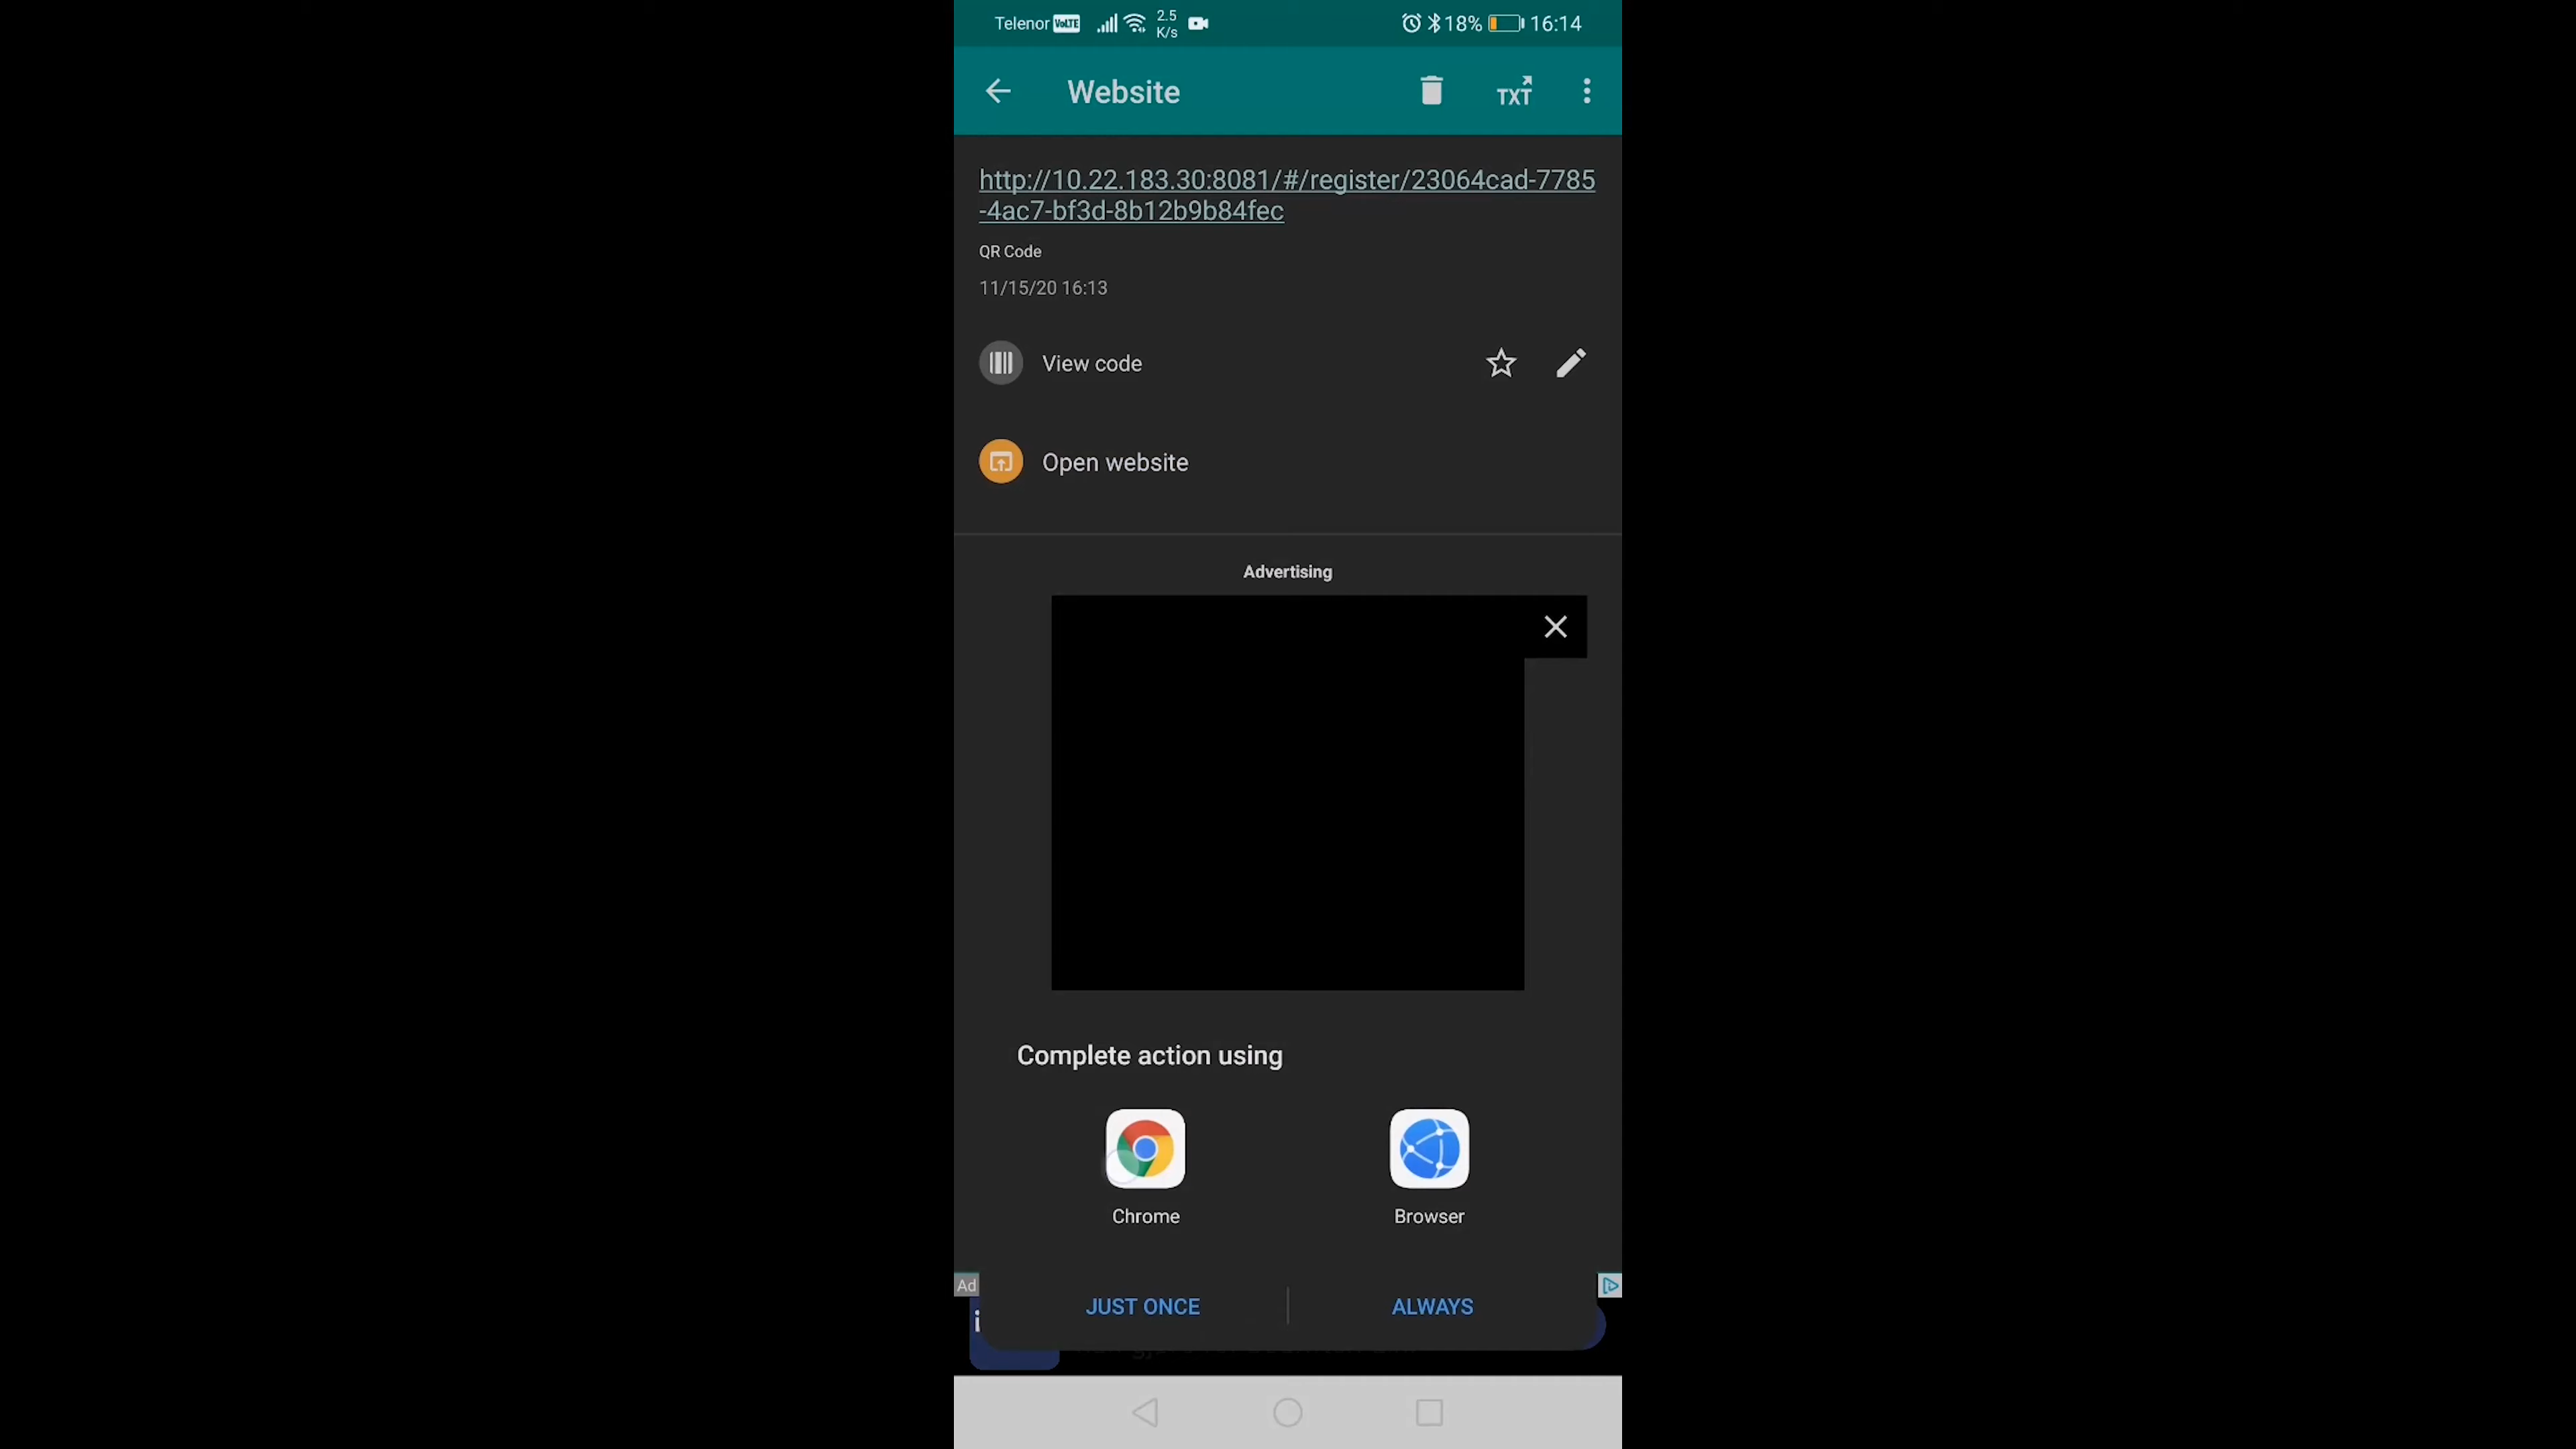 Telenor VoLTE 2.5 K/s 18% 16:14
Website
TXT
http://10.22.183.30:8081/#/register/23064cad-7785
-4ac7-bf3d-8b12b9b84fec
QR Code
11/15/20 16:13
View code
Open website
Advertising
Complete action using
Chrome Browser
Ad
JUST ONCE ALWAYS